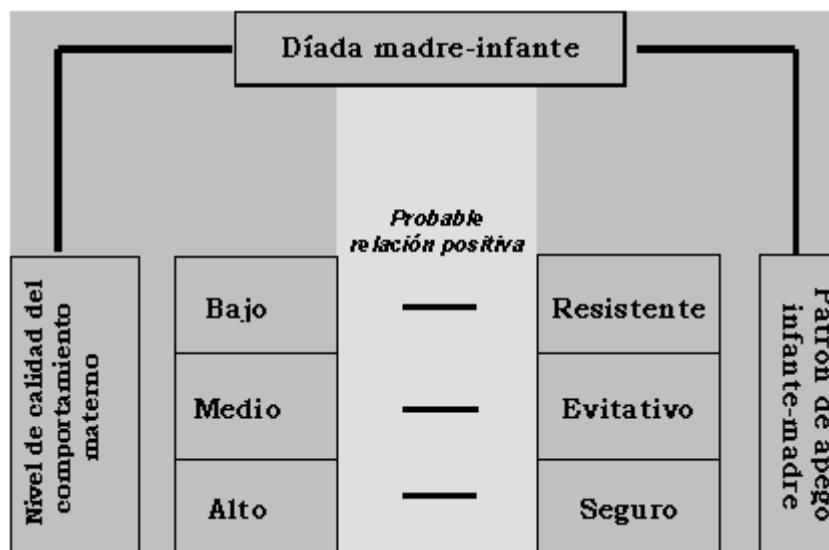 Díada madre-infante
Probable
relación positiva
Nivel de calidad del
comportamiento
materno
Bajo
Resistente
Medio
Evitativo
Alto
Seguro
Patrón de apego
infante-madre